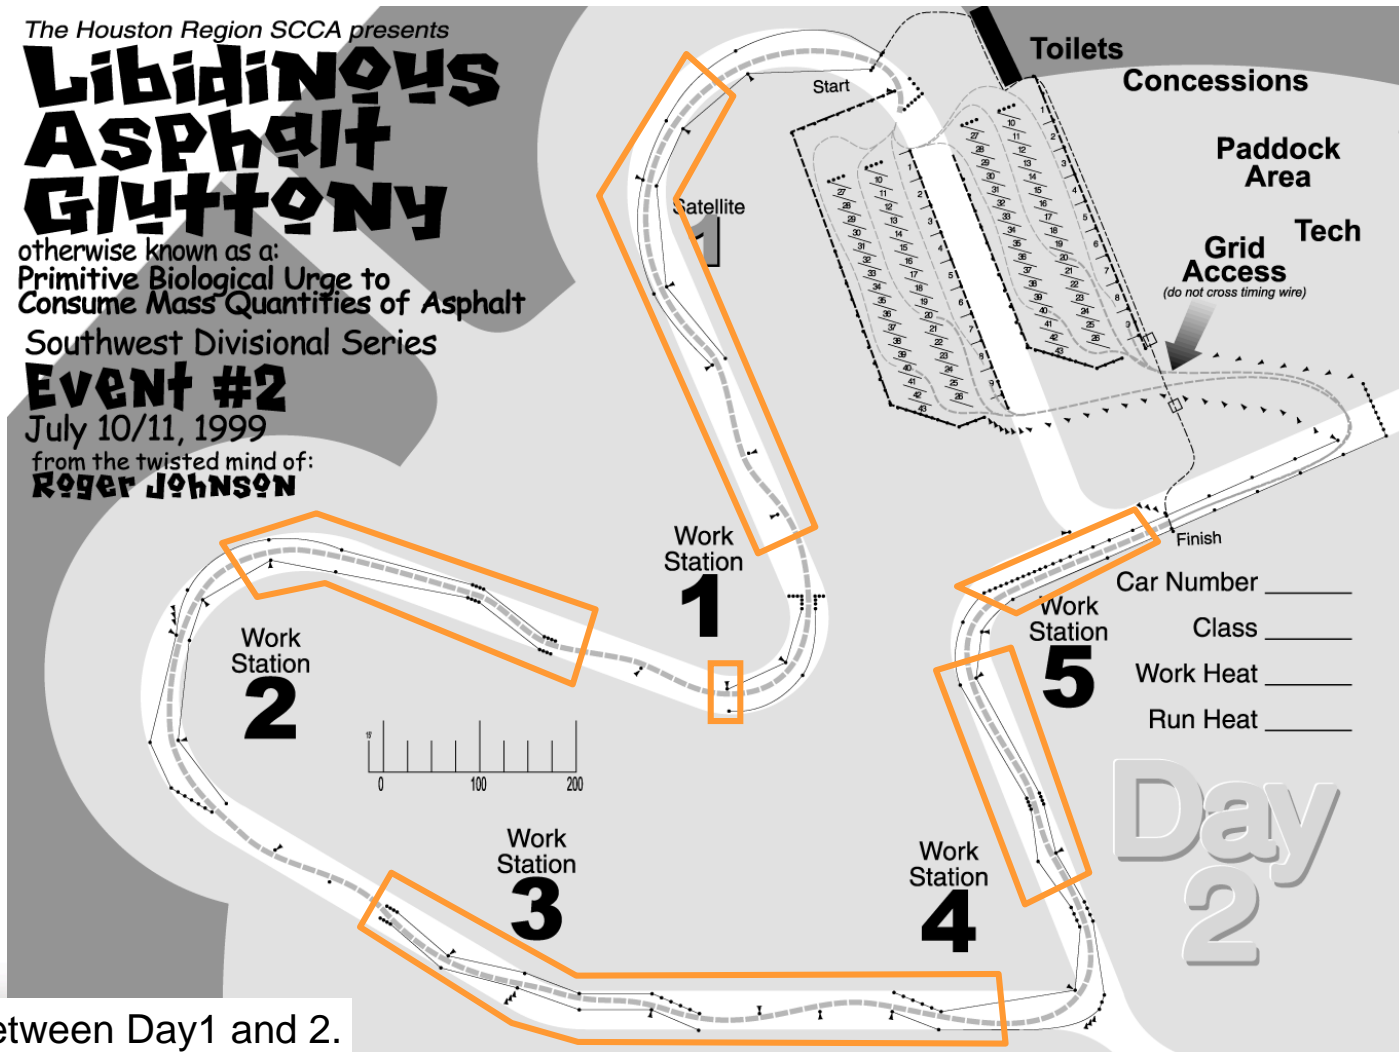 The Houston Region SCCA presents
Libidinous
Asphalt
Gluttony
otherwise known as a:
Primitive Biological Urge to
Consume Mass Quantities of Asphalt
Southwest Divisional Series
Event #2
July 10/11, 1999
from the twisted mind of:
Roger Johnson
Start
Toilets
Concessions
Paddock
Area
Tech
Grid
Access
(do not cross timing wire)
Satellite
1
Work
Station
1
Finish
Car Number
Class
Work Heat
Run Heat
Work
Station
5
Work
Station
2
0 100 200
Work
Station
3
Work
Station
4
Day
2
etween Day1 and 2.